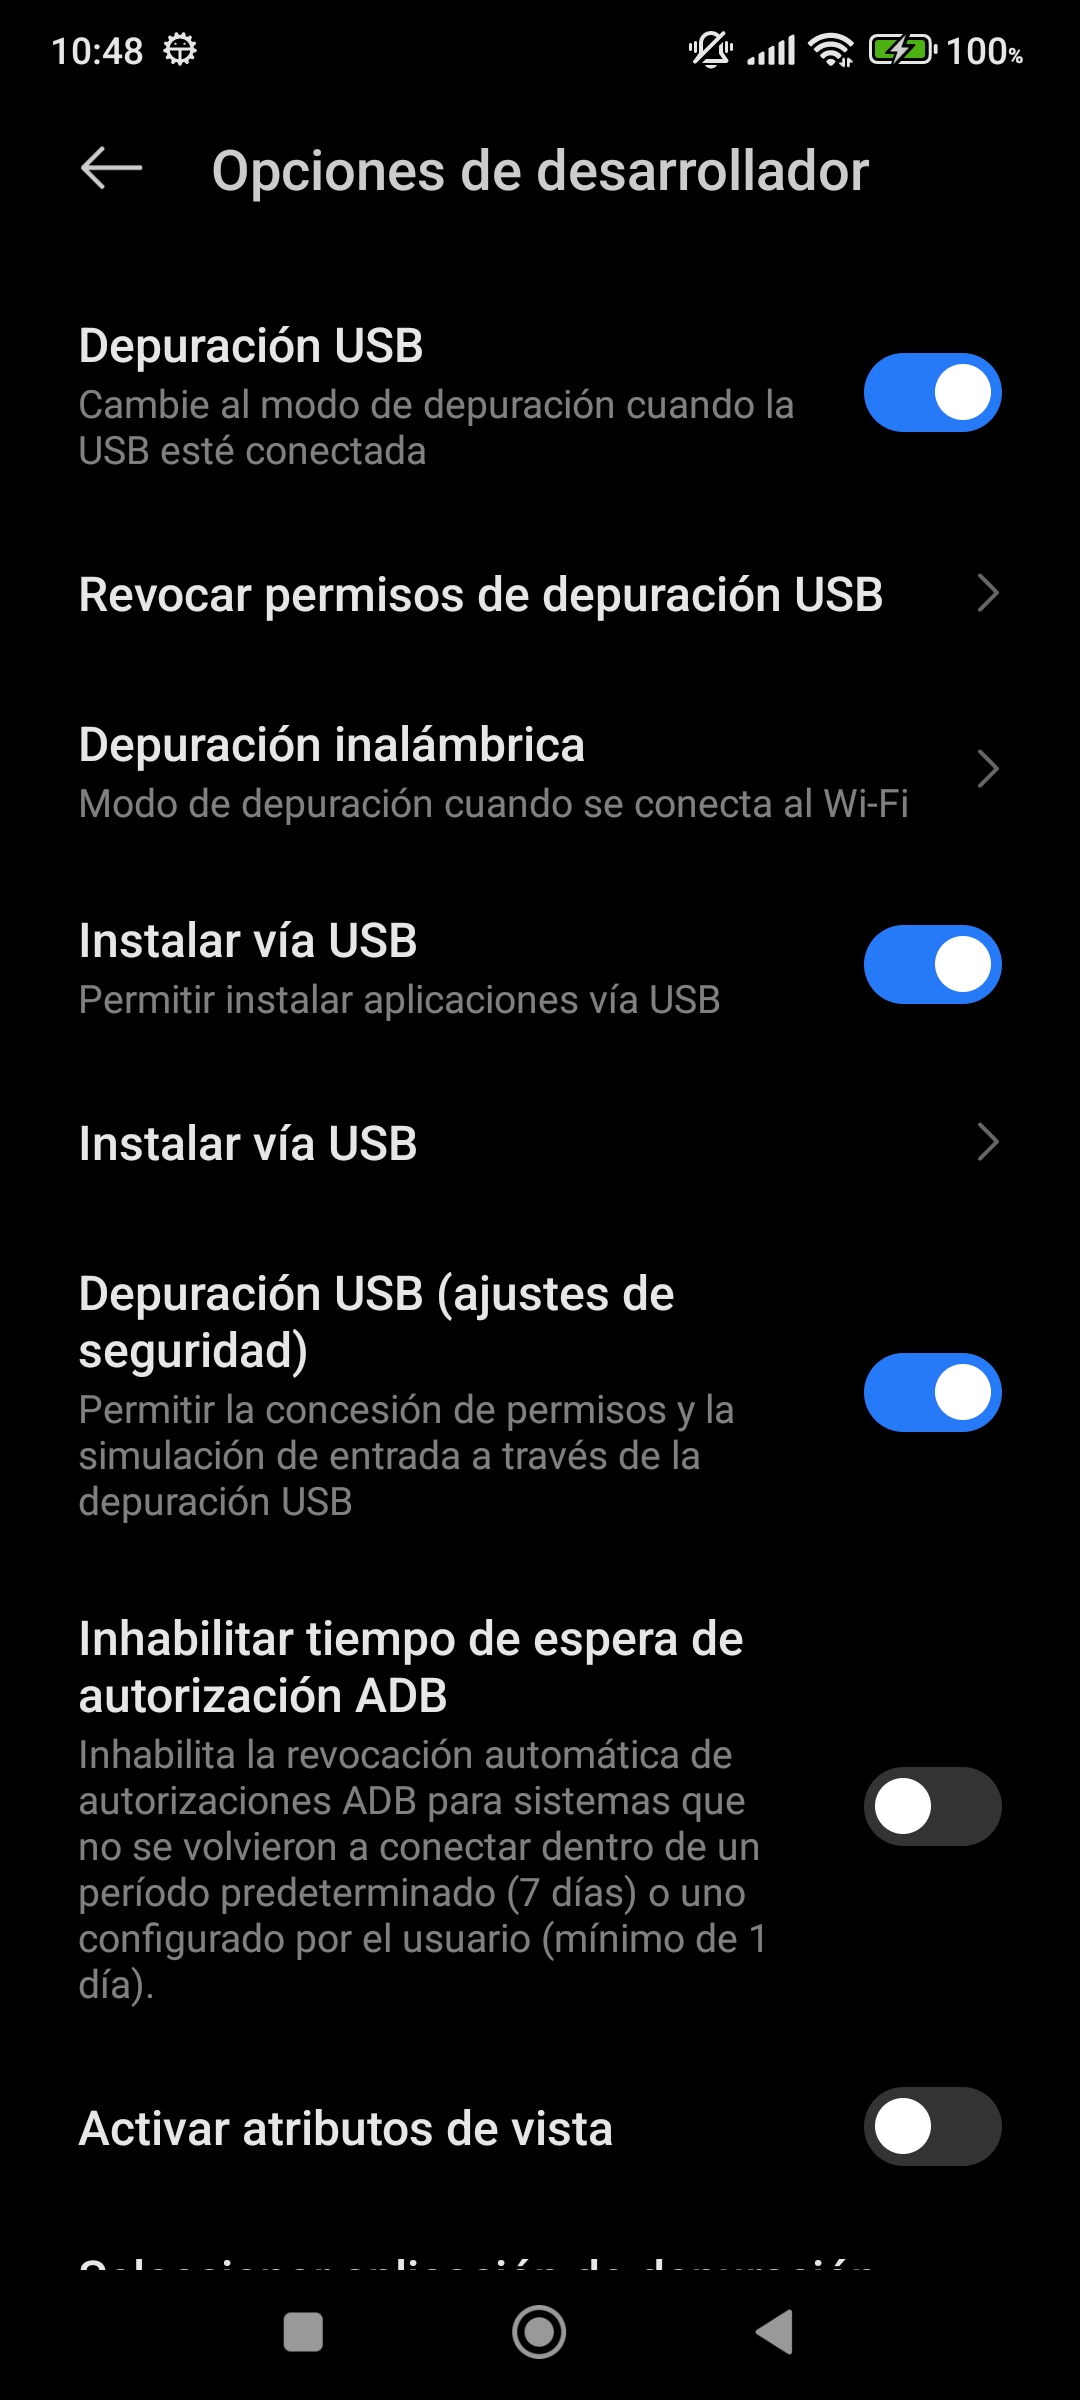 10:48
100%
Opciones de desarrollador
Depuración USB
Cambie al modo de depuración cuando la
USB esté conectada
Revocar permisos de depuración USB
Depuración inalámbrica
Modo de depuración cuando se conecta al Wi-Fi
Instalar vía USB
Permitir instalar aplicaciones vía USB
Instalar vía USB
Depuración USB (ajustes de
seguridad)
Permitir la concesión de permisos y la
simulación de entrada a través de la
depuración USB
Inhabilitar tiempo de espera de
autorización ADB
Inhabilita la revocación automática de
autorizaciones ADB para sistemas que
no se volvieron a conectar dentro de un
período predeterminado (7 días) o uno
configurado por el usuario (mínimo de 1
día).
Activar atributos de vista
Seleccionar aplicación de depuración